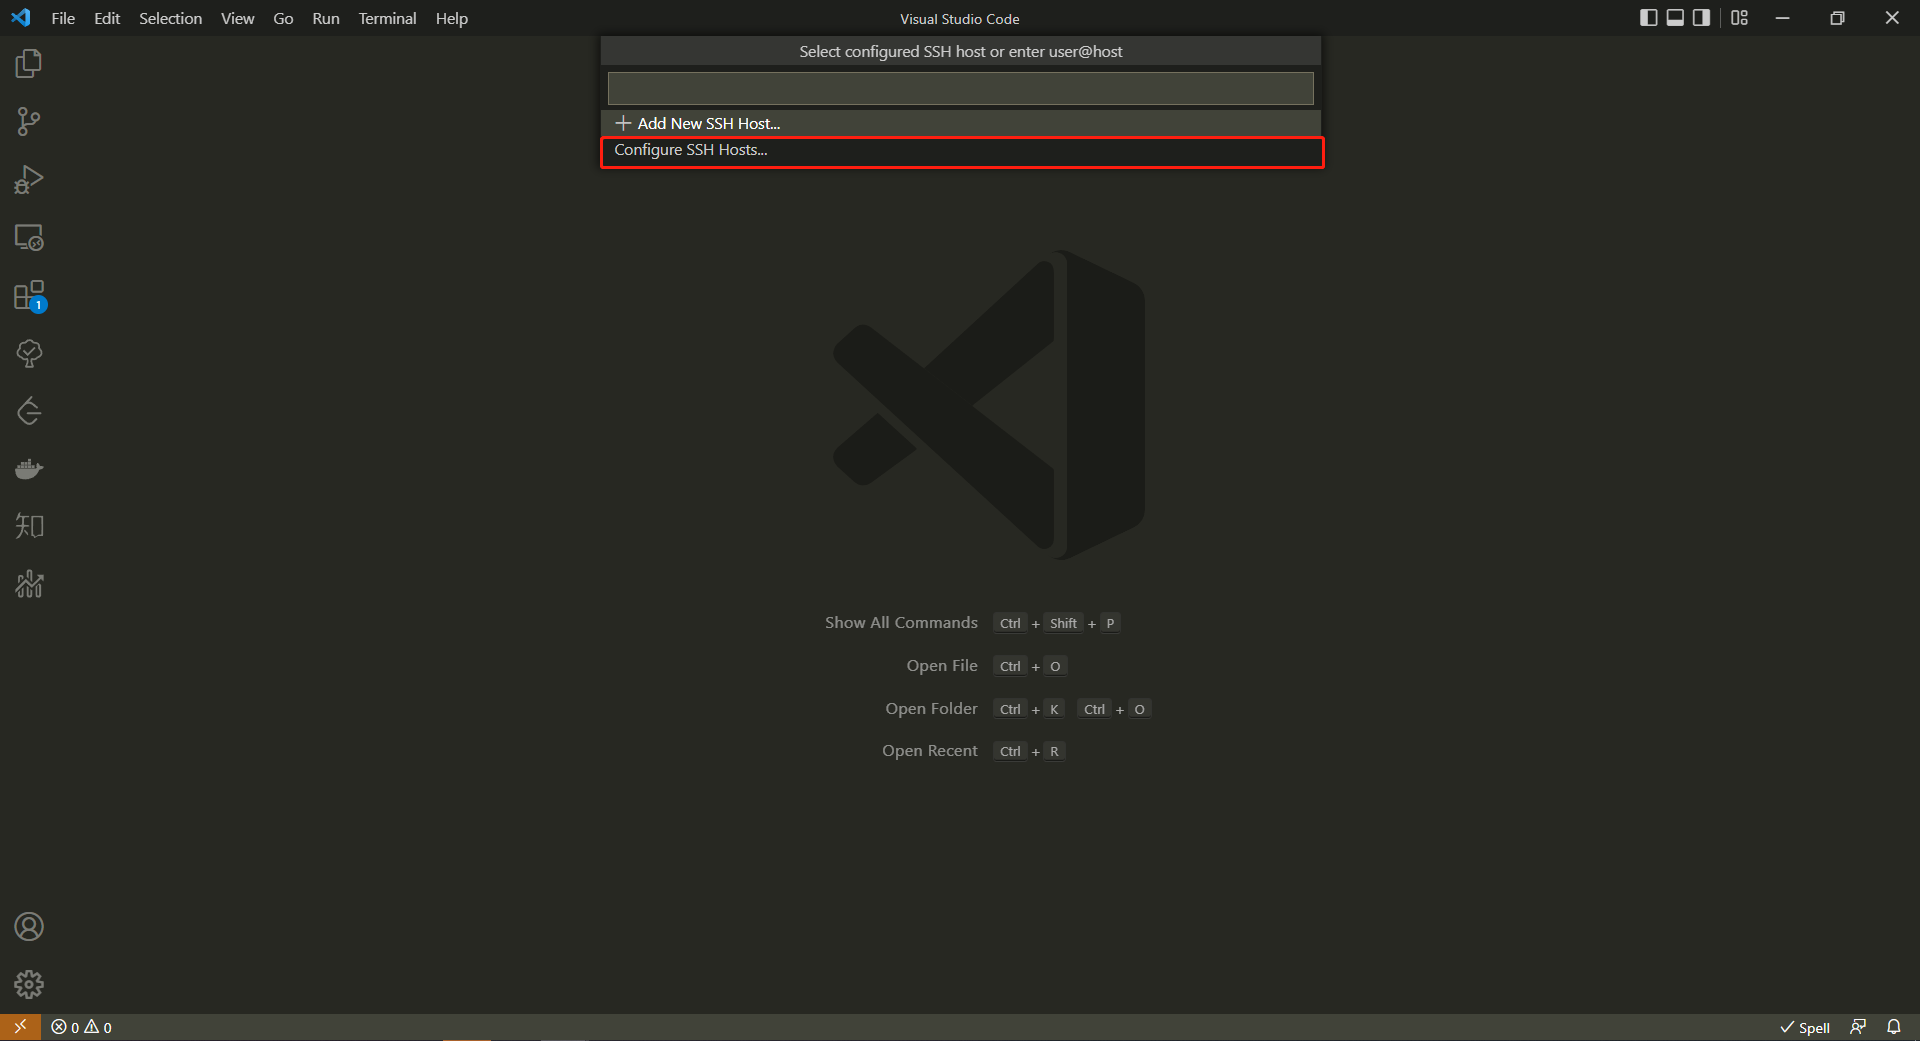 File Edit Selection View Go Run Terminal Help
Visual Studio Code
Select configured SSH host or enter user@host
Add New SSH Host...
Configure SSH Hosts...
1
知
Show All Commands Ctrl + Shift + P
Open File Ctrl + O
Open Folder Ctrl + K Ctrl + O
Open Recent Ctrl + R
0 0
Spell